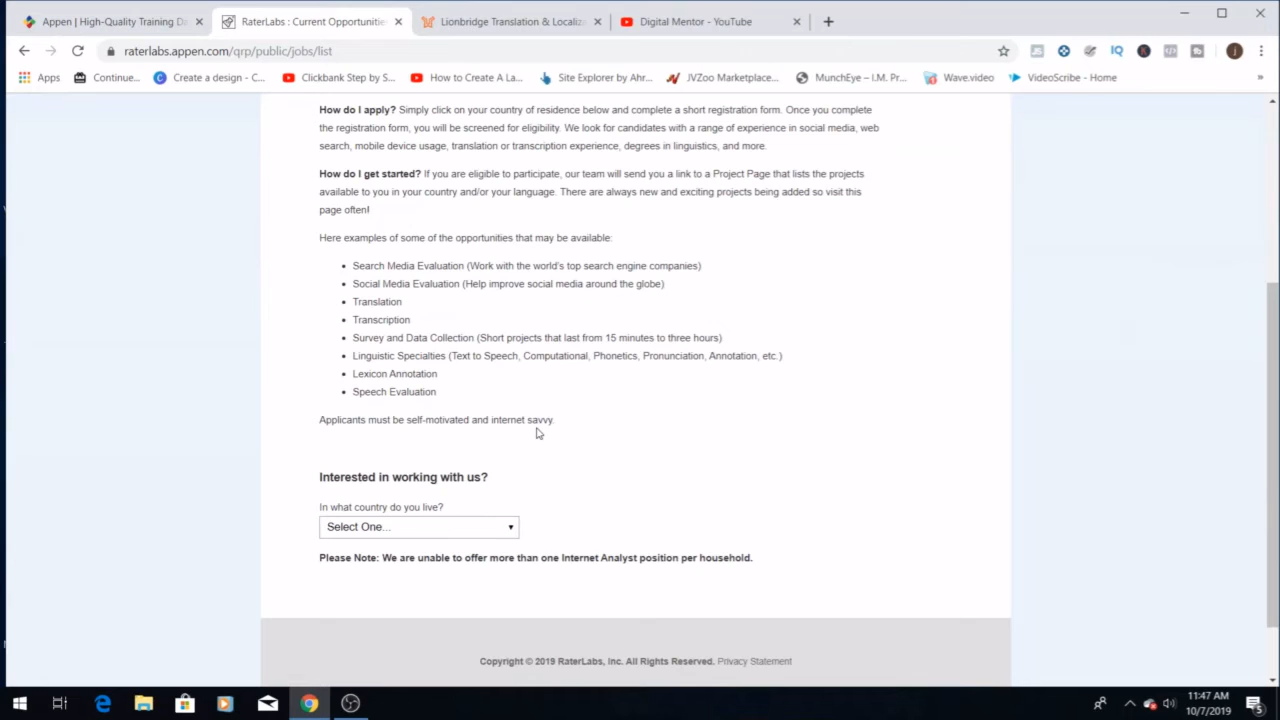 Appen | High-Quality Training Da
RaterLabs : Current Opportunities
Lionbridge Translation & Localiza
Digital Mentor - YouTube
raterlabs.appen.com/qrp/public/jobs/list
Apps
Continue...
Create a design - C...
Clickbank Step by S...
How to Create A La...
Site Explorer by Ahr...
JVZoo Marketplace...
MunchEye – I.M. Pr...
Wave.video
VideoScribe - Home
How do I apply? Simply click on your country of residence below and complete a short registration form. Once you complete
the registration form, you will be screened for eligibility. We look for candidates with a range of experience in social media, web
search, mobile device usage, translation or transcription experience, degrees in linguistics, and more.
How do I get started? If you are eligible to participate, our team will send you a link to a Project Page that lists the projects
available to you in your country and/or your language. There are always new and exciting projects being added so visit this
page often!
Here examples of some of the opportunities that may be available:
Search Media Evaluation (Work with the world's top search engine companies)
Social Media Evaluation (Help improve social media around the globe)
Translation
Transcription
Survey and Data Collection (Short projects that last from 15 minutes to three hours)
Linguistic Specialties (Text to Speech, Computational, Phonetics, Pronunciation, Annotation, etc.)
Lexicon Annotation
Speech Evaluation
Applicants must be self-motivated and internet savvy.
Interested in working with us?
In what country do you live?
Select One...
Please Note: We are unable to offer more than one Internet Analyst position per household.
Copyright © 2019 RaterLabs, Inc. All Rights Reserved. Privacy Statement
11:47 AM
10/7/2019